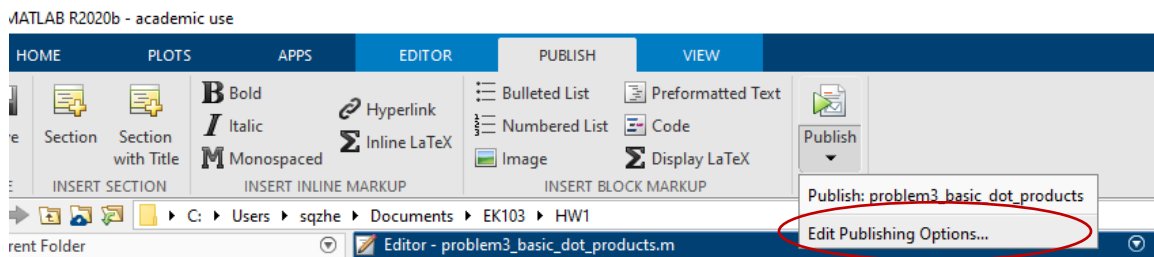 MATLAB R2020b - academic use
HOME PLOTS APPS EDITOR PUBLISH VIEW
Section
Section with Title
INSERT SECTION
B Bold
I Italic
M Monospaced
Hyperlink
Σ Inline LaTeX
INSERT INLINE MARKUP
Bulleted List
Numbered List
Image
Preformatted Text
Code
Σ Display LaTeX
INSERT BLOCK MARKUP
Publish
Publish: problem3_basic_dot_products
Edit Publishing Options...
C: Users sqzhe Documents EK103 HW1
rent Folder
Editor - problem3_basic_dot_products.m